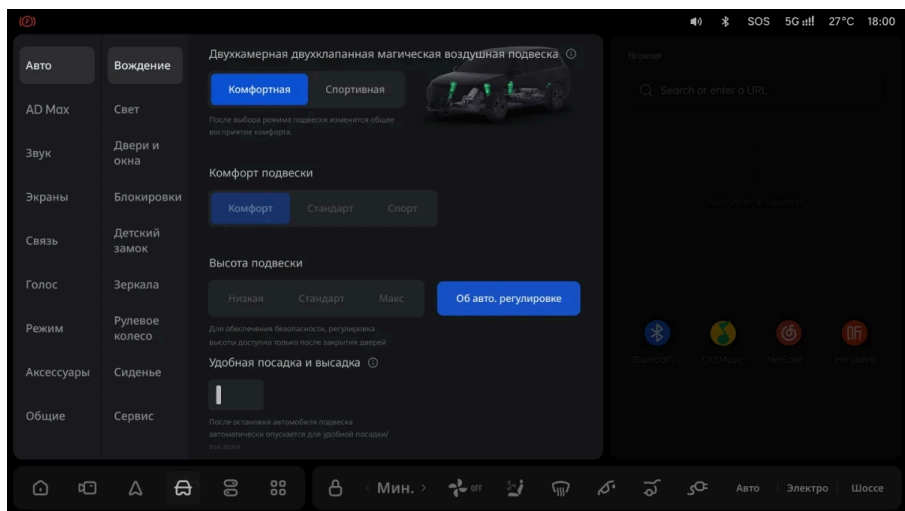 SOS 5G 27°C 18:00
Авто
AD Max
Звук
Экраны
Связь
Голос
Режим
Аксессуары
Общие
Вождение
Свет
Двери и
окна
Блокировки
Детский
замок
Зеркала
Рулевое
колесо
Сиденье
Сервис
Двухкамерная двухклапанная магическая воздушная подвеска
Комфортная Спортивная
После выбора режима подвески изменится общее
восприятие комфорта.
Комфорт подвески
Комфорт Стандарт Спорт
Высота подвески
Низкая Стандарт Макс Об авто. регулировке
Для обеспечения безопасности, регулировка
высоты доступна только после закрытия дверей
Удобная посадка и высадка
После остановки автомобиля подвеска
автоматически опускается для удобной посадки/
высадки
Browser
Search or enter a URL
QQ Music
Мин. OFF Авто Электро Шоссе